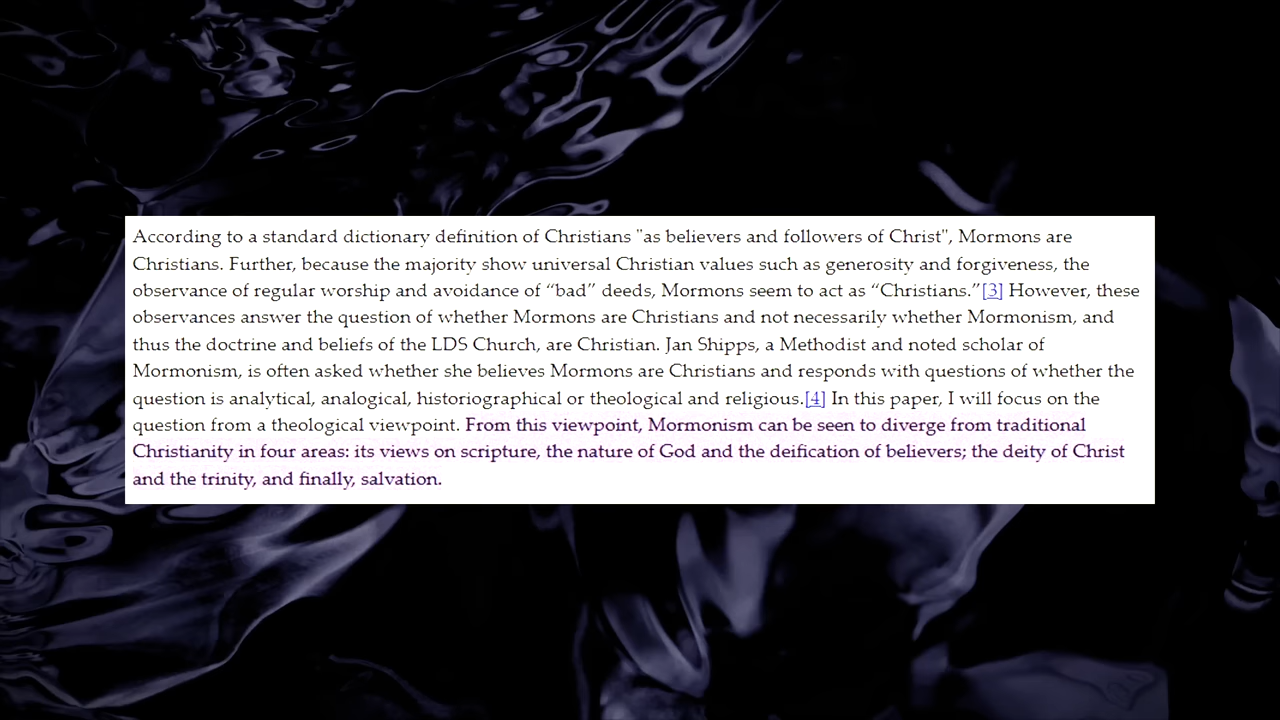 According to a standard dictionary definition of Christians "as believers and followers of Christ", Mormons are
Christians. Further, because the majority show universal Christian values such as generosity and forgiveness, the
observance of regular worship and avoidance of “bad” deeds, Mormons seem to act as “Christians.”[3] However, these
observances answer the question of whether Mormons are Christians and not necessarily whether Mormonism, and
thus the doctrine and beliefs of the LDS Church, are Christian. Jan Shipps, a Methodist and noted scholar of
Mormonism, is often asked whether she believes Mormons are Christians and responds with questions of whether the
question is analytical, analogical, historiographical or theological and religious.[4] In this paper, I will focus on the
question from a theological viewpoint. From this viewpoint, Mormonism can be seen to diverge from traditional
Christianity in four areas: its views on scripture, the nature of God and the deification of believers; the deity of Christ
and the trinity, and finally, salvation.